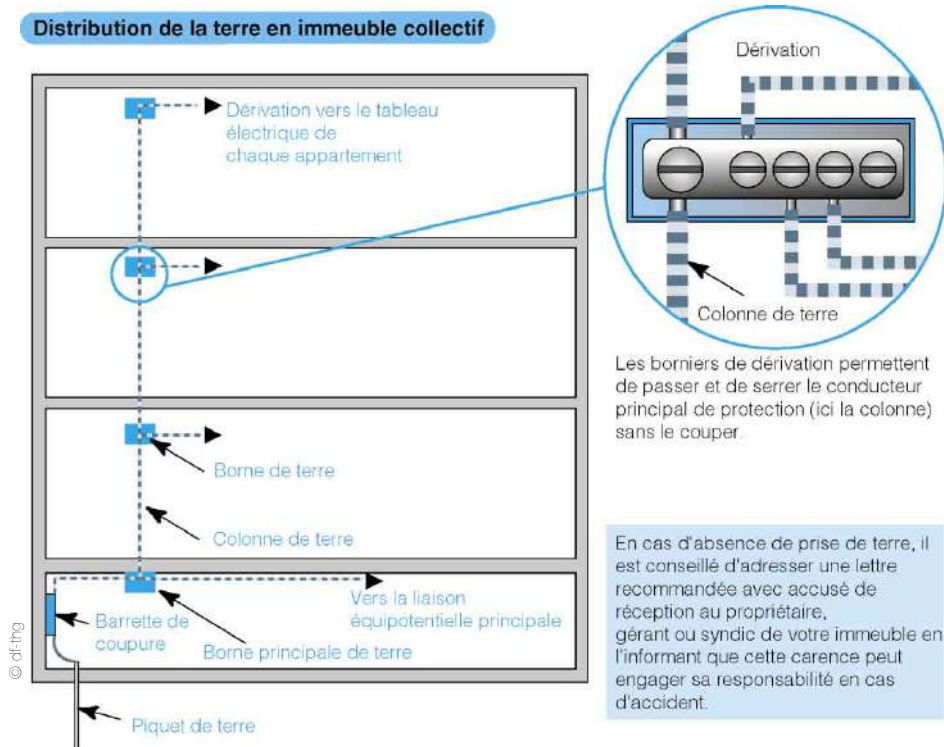 Distribution de la terre en immeuble collectif
Dérivation vers le tableau
électrique de
chaque appartement
Borne de terre
Colonne de terre
Vers la liaison
équipotentielle principale
Barrette de
coupure
Borne principale de terre
Piquet de terre
© df-thg
Dérivation
Colonne de terre
Les borniers de dérivation permettent
de passer et de serrer le conducteur
principal de protection (ici la colonne)
sans le couper.
En cas d'absence de prise de terre, il
est conseillé d'adresser une lettre
recommandée avec accusé de
réception au propriétaire,
gérant ou syndic de votre immeuble en
l'informant que cette carence peut
engager sa responsabilité en cas
d'accident.